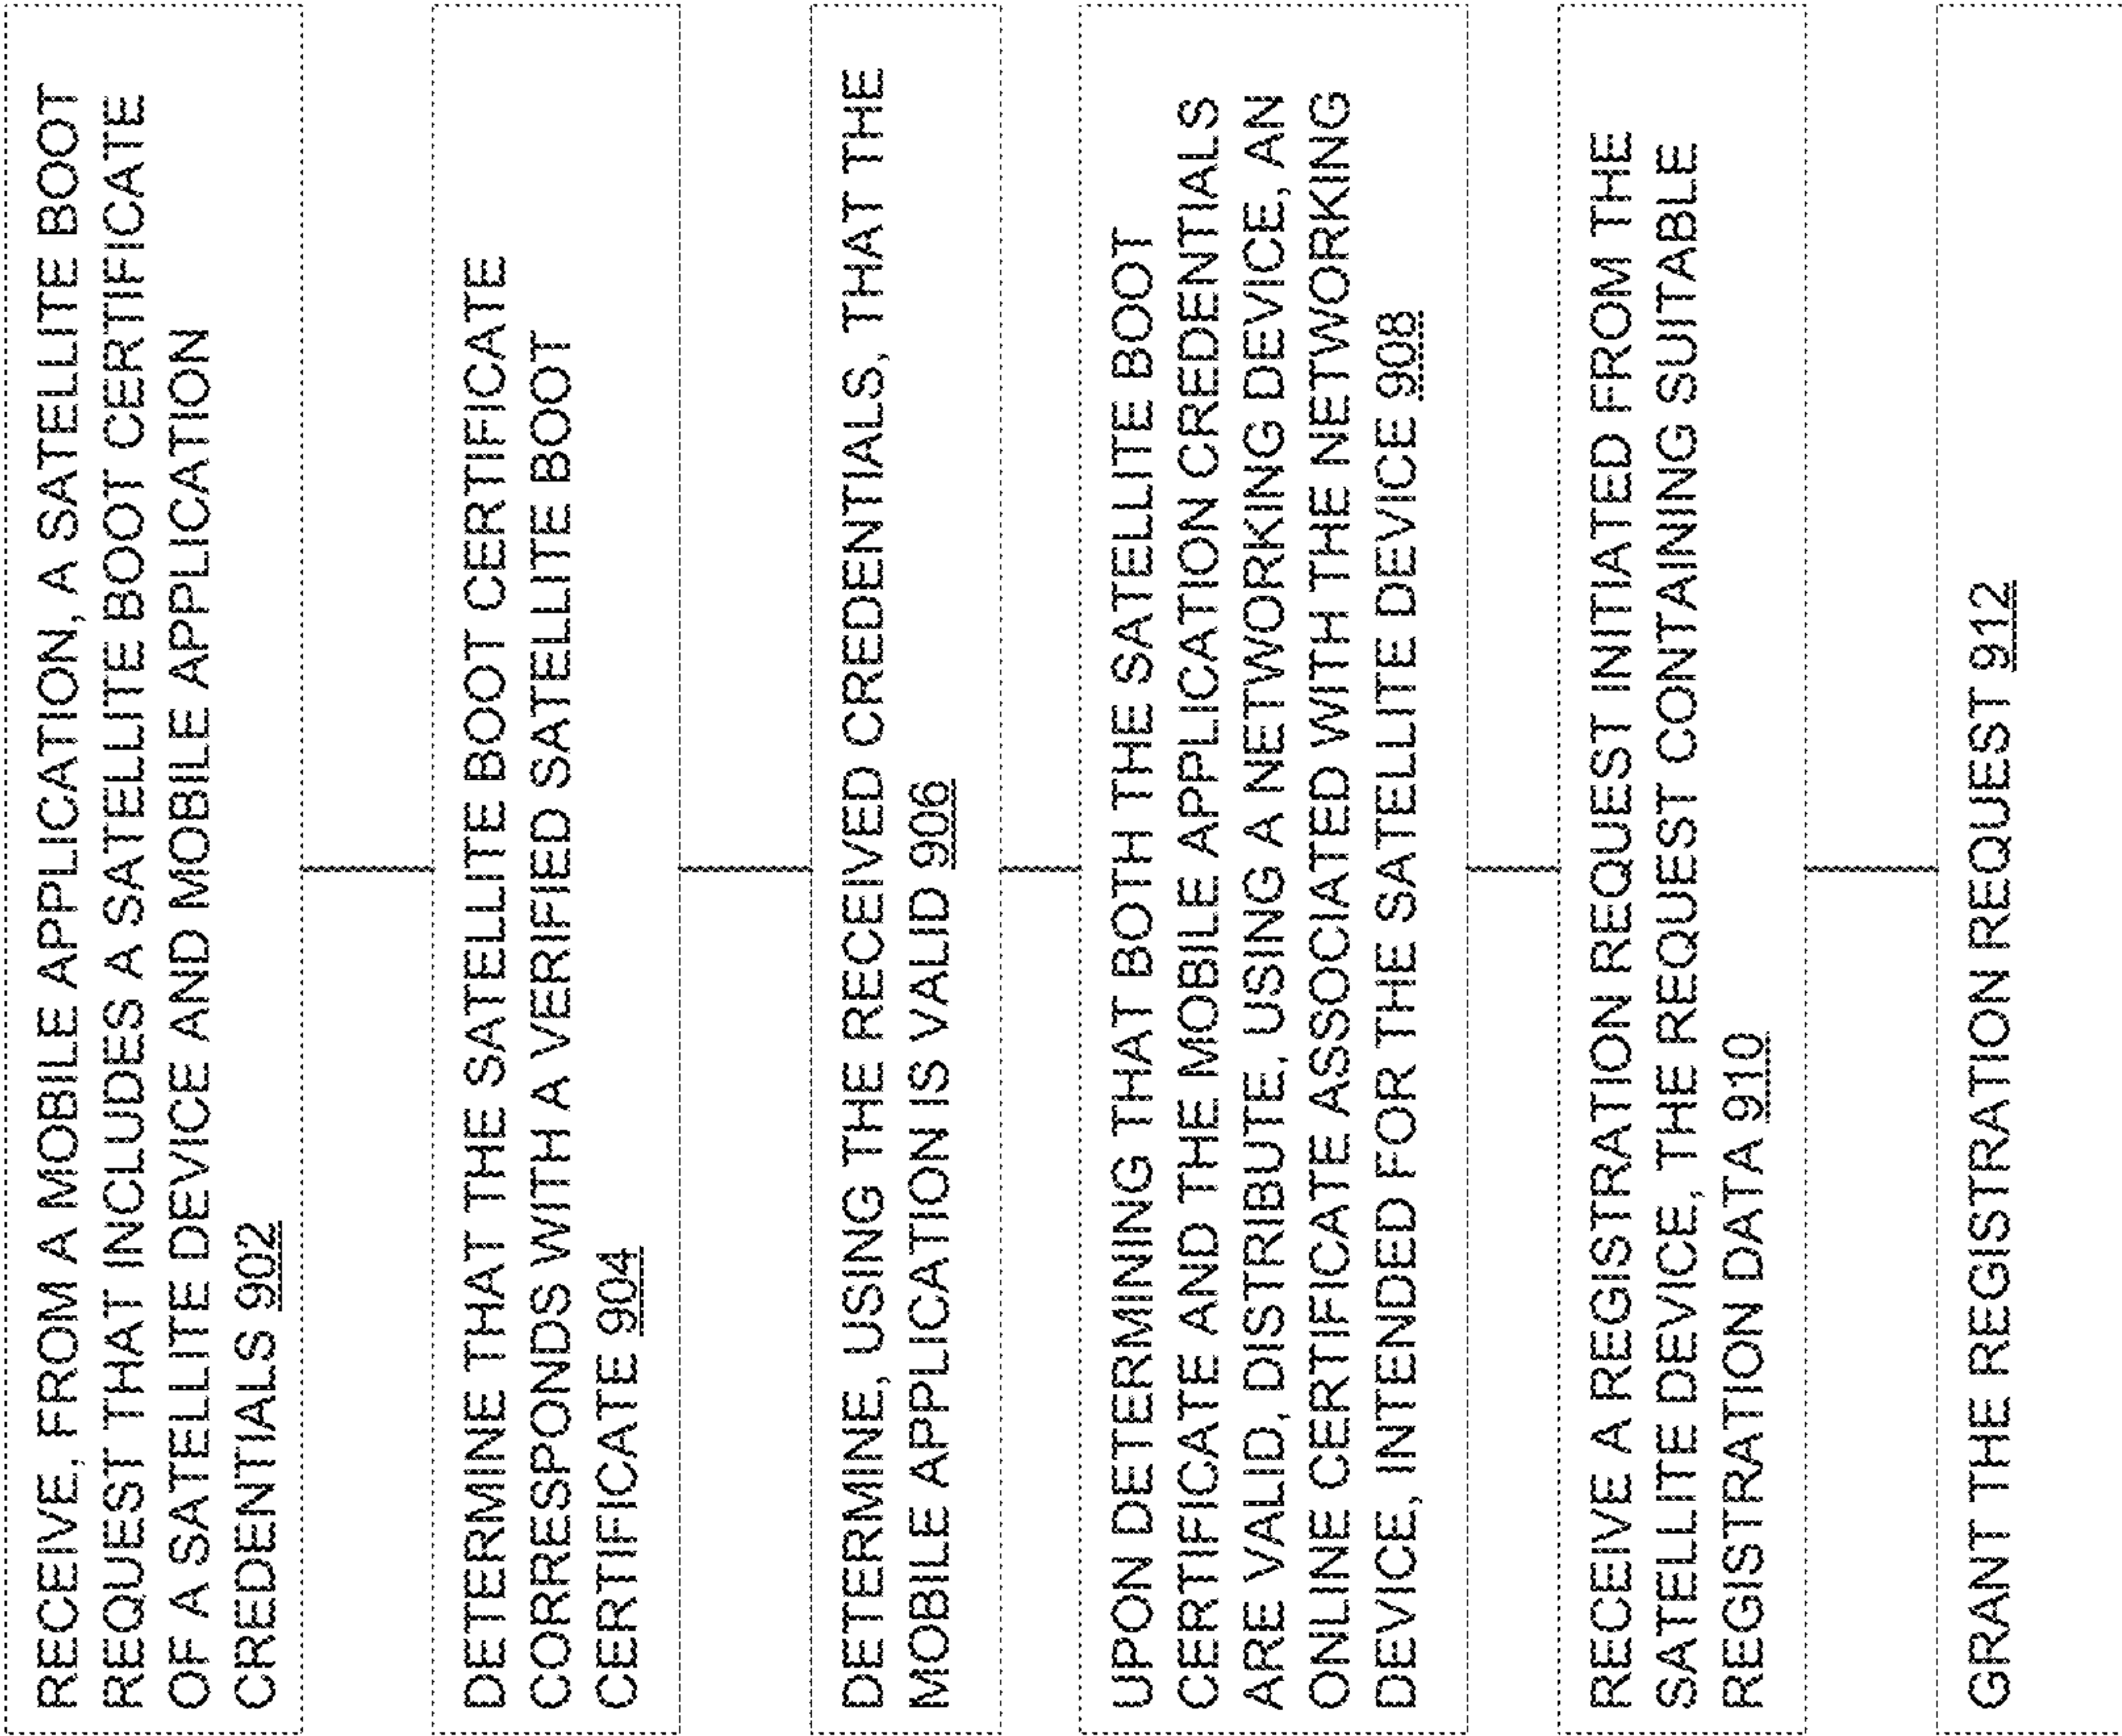 RECEIVE, FROM A MOBILE APPLICATION, A SATELLITE BOOT
REQUEST THAT INCLUDES A SATELLITE BOOT CERTIFICATE
OF A SATELLITE DEVICE AND MOBILE APPLICATION
CREDENTIALS 902
DETERMINE THAT THE SATELLITE BOOT CERTIFICATE
CORRESPONDS WITH A VERIFIED SATELLITE BOOT
CERTIFICATE 904
DETERMINE, USING THE RECEIVED CREDENTIALS, THAT THE
MOBILE APPLICATION IS VALID 906
UPON DETERMINING THAT BOTH THE SATELLITE BOOT
CERTIFICATE AND THE MOBILE APPLICATION CREDENTIALS
ARE VALID, DISTRIBUTE, USING A NETWORKING DEVICE, AN
ONLINE CERTIFICATE ASSOCIATED WITH THE NETWORKING
DEVICE, INTENDED FOR THE SATELLITE DEVICE 908
RECEIVE A REGISTRATION REQUEST INITIATED FROM THE
SATELLITE DEVICE, THE REQUEST CONTAINING SUITABLE
REGISTRATION DATA 910
GRANT THE REGISTRATION REQUEST 912